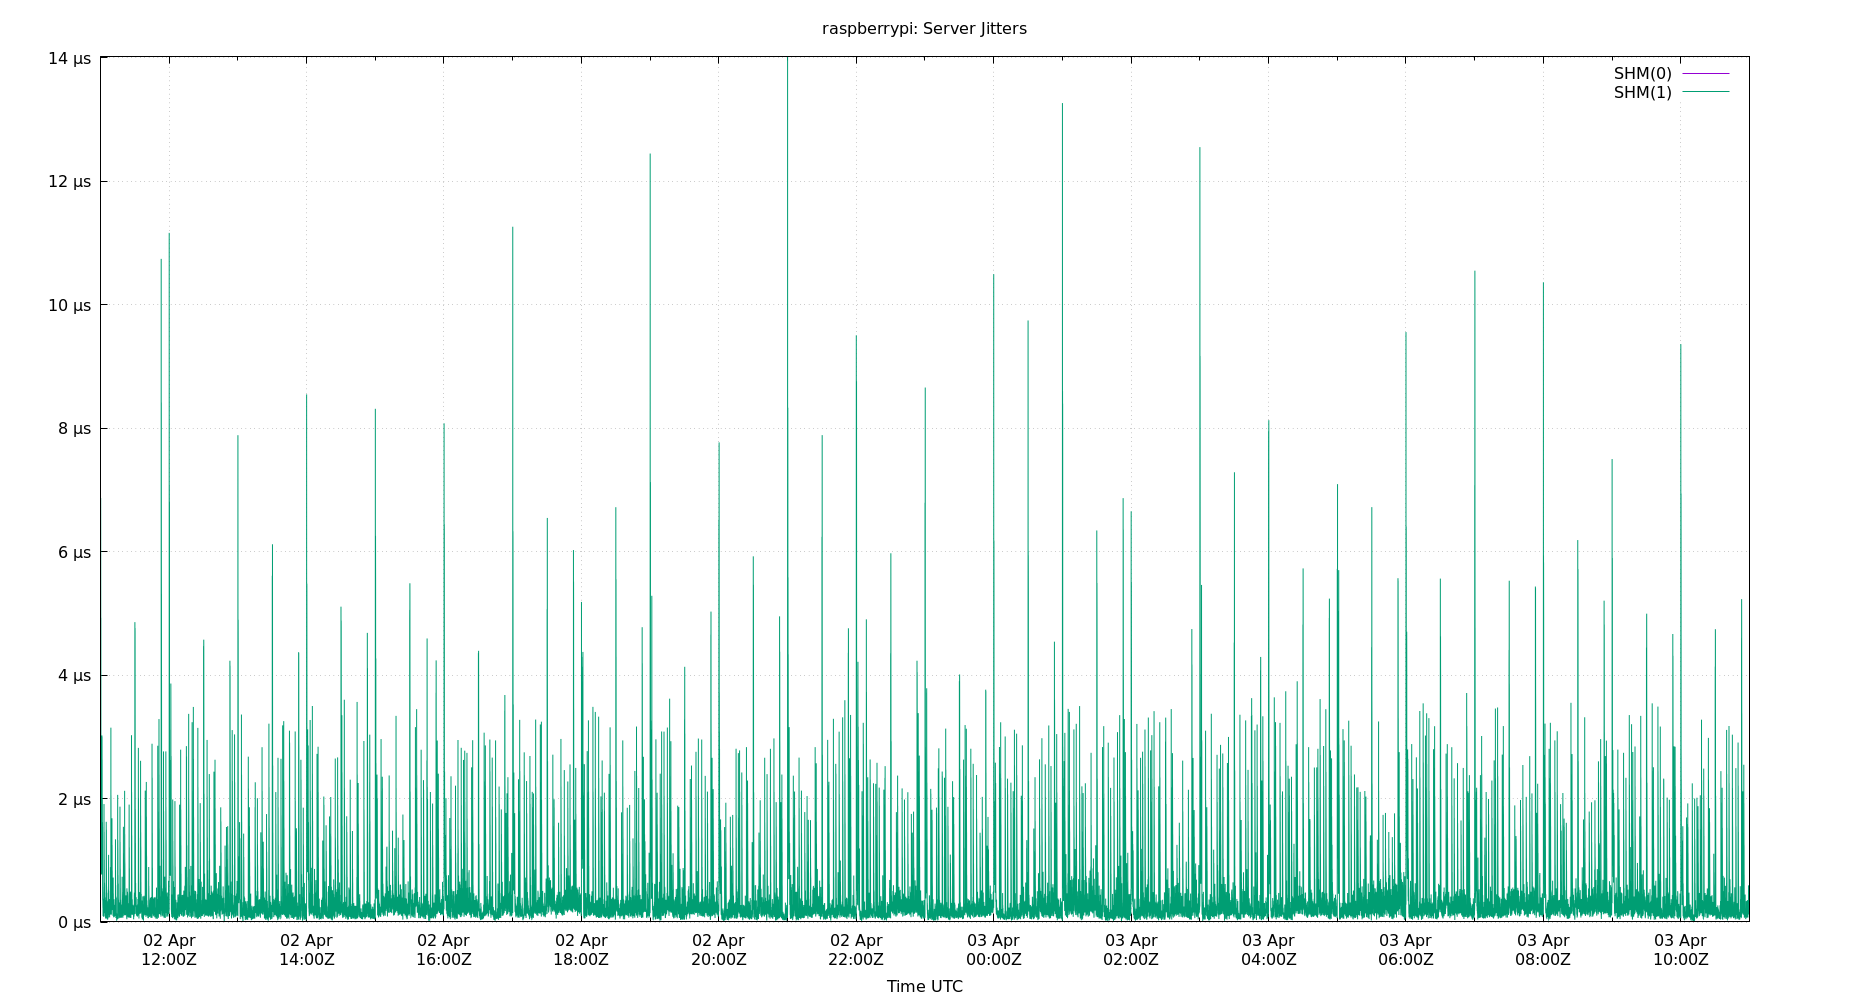 raspberrypi: Server Jitters
14 µs
12 µs
10 µs
8 µs
6 µs
4 µs
2 µs
0 µs
SHM(0)
SHM(1)
02 Apr 12:00Z
02 Apr 14:00Z
02 Apr 16:00Z
02 Apr 18:00Z
02 Apr 20:00Z
02 Apr 22:00Z
03 Apr 00:00Z
03 Apr 02:00Z
03 Apr 04:00Z
03 Apr 06:00Z
03 Apr 08:00Z
03 Apr 10:00Z
Time UTC